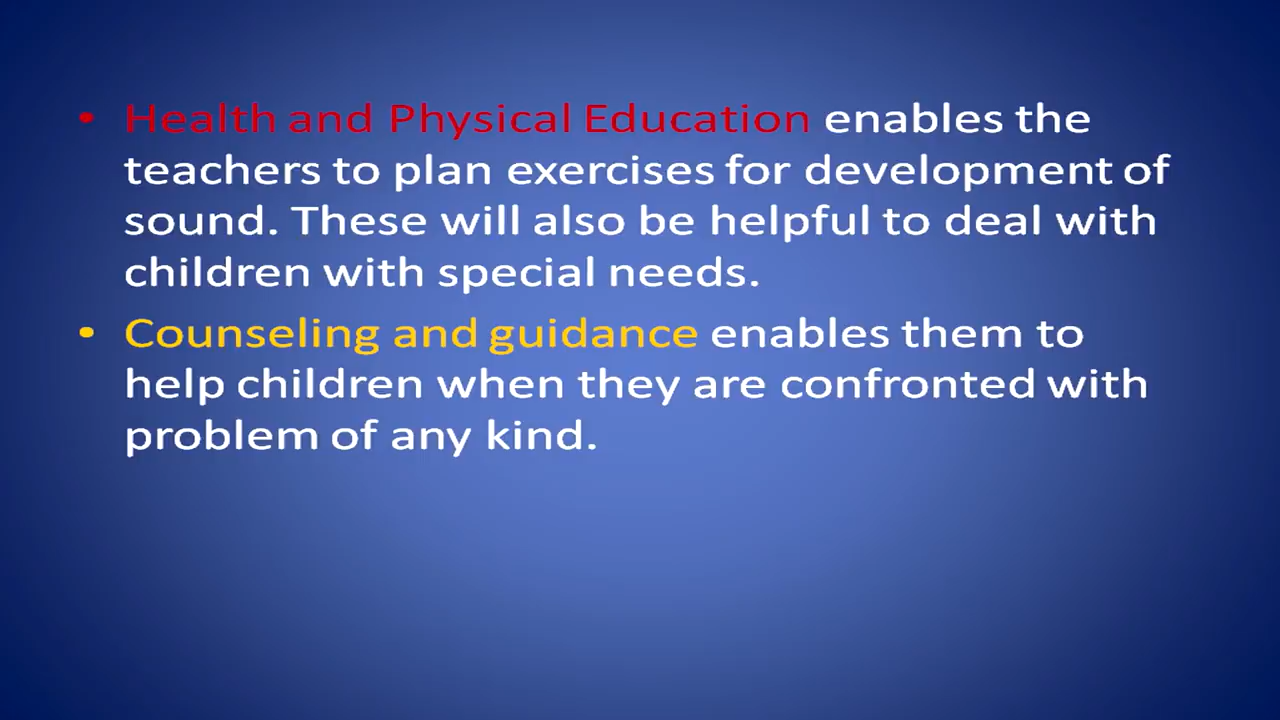 • Health and Physical Education enables the
teachers to plan exercises for development of
sound. These will also be helpful to deal with
children with special needs.
• Counseling and guidance enables them to
help children when they are confronted with
problem of any kind.